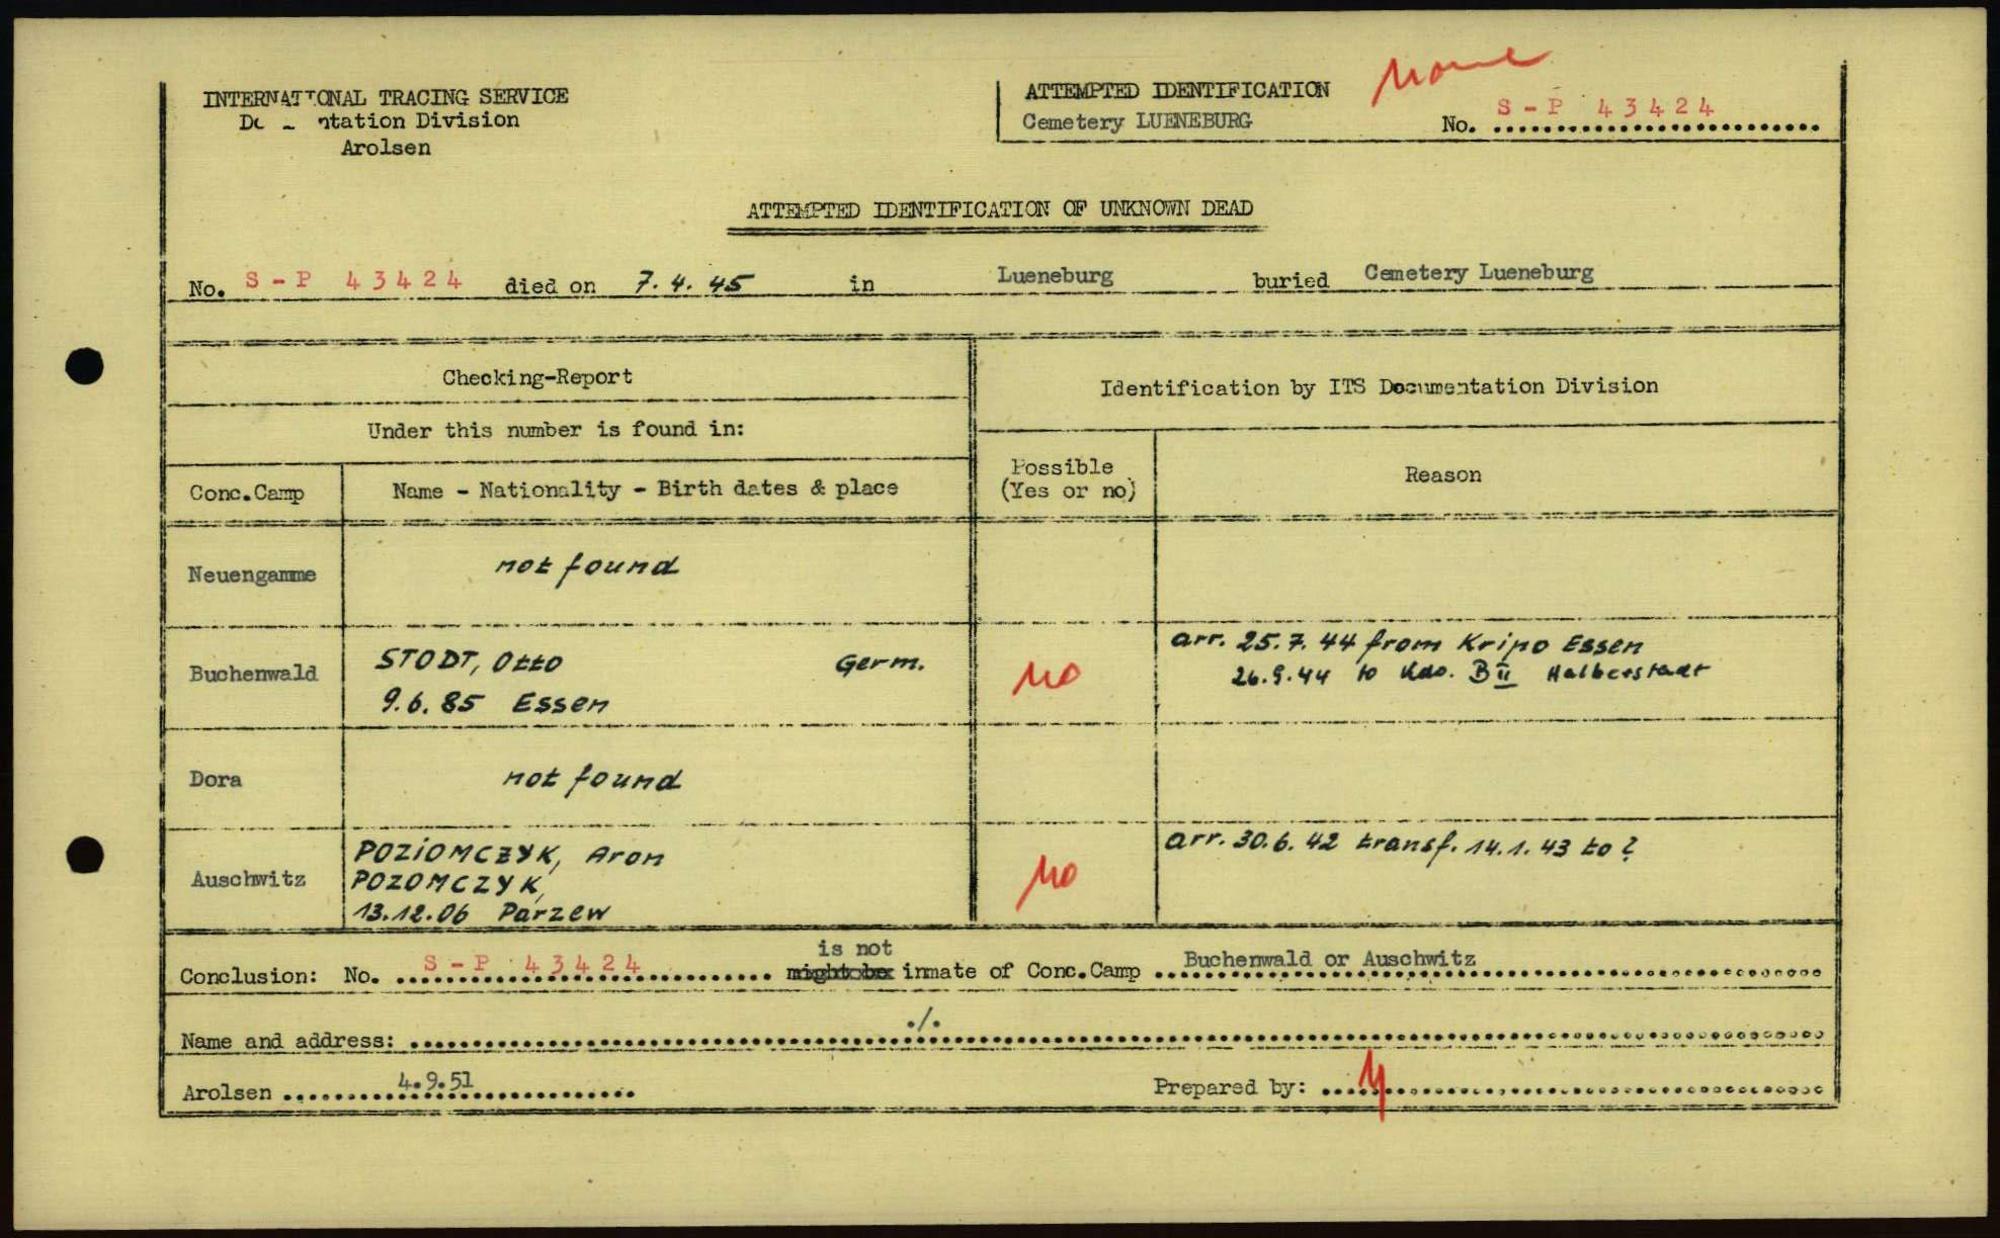 none
INTERNATIONAL TRACING SERVICE
Documentation Division
Arolsen
ATTEMPTED IDENTIFICATION
Cemetery LUENEBURG
No. S-P 43424
ATTEMPTED IDENTIFICATION OF UNKNOWN DEAD
No. S-P 43424 died on 7.4.45 in Lueneburg buried Cemetery Lueneburg
Checking-Report
Identification by ITS Documentation Division
Under this number is found in:
Conc.Camp
Name - Nationality - Birth dates & place
Possible
(Yes or no)
Reason
Neuengamme
not found
Buchenwald
STODT, Otto Germ.
9.6.85 Essen
no
arr. 25.7.44 from Kripo Essen
26.9.44 to Kdo. B II Halberstadt
Dora
not found
Auschwitz
POZIOMCZYK, Aron
POZOMCZYK,
13.12.06 Parzew
no
arr. 30.6.42 transf. 14.1.43 to ?
is not
Conclusion: No. S-P 43424 might be inmate of Conc.Camp Buchenwald or Auschwitz
Name and address: ./.
Arolsen 4.9.51
Prepared by: